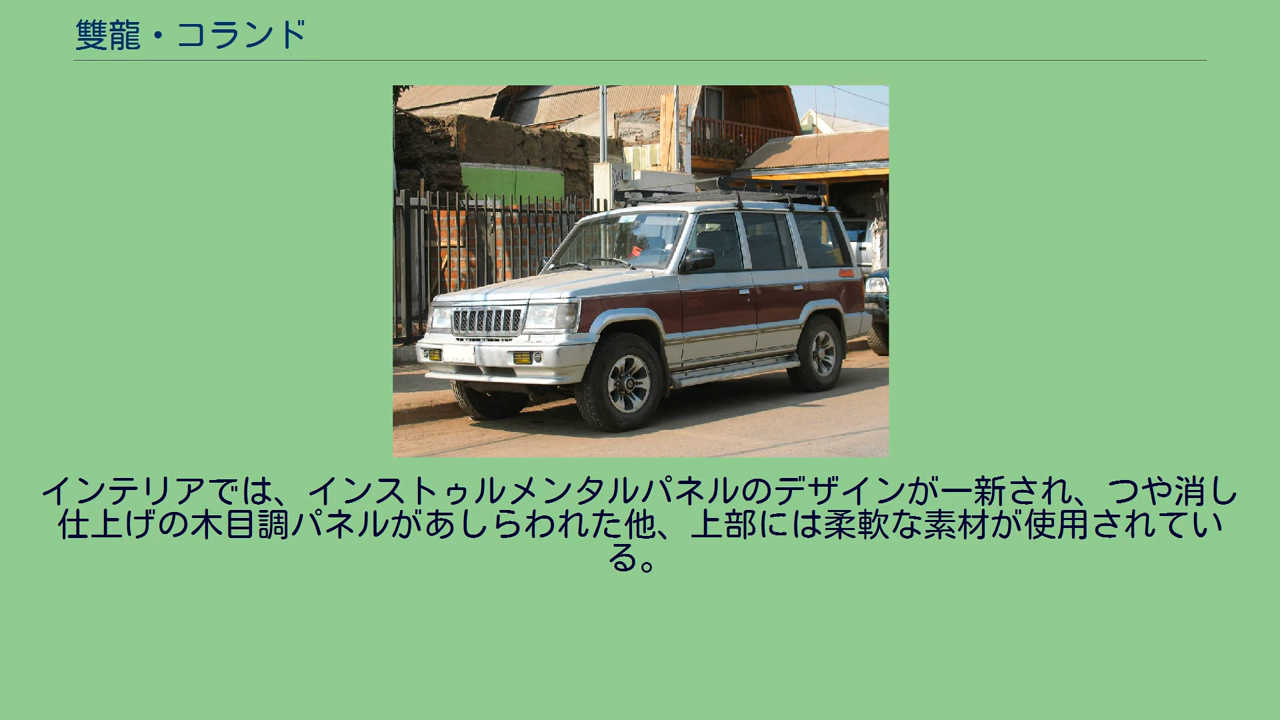 雙龍・コランド
インテリアでは、インストゥルメンタルパネルのデザインが一新され、つや消し
仕上げの木目調パネルがあしらわれた他、上部には柔軟な素材が使用されてい
る。